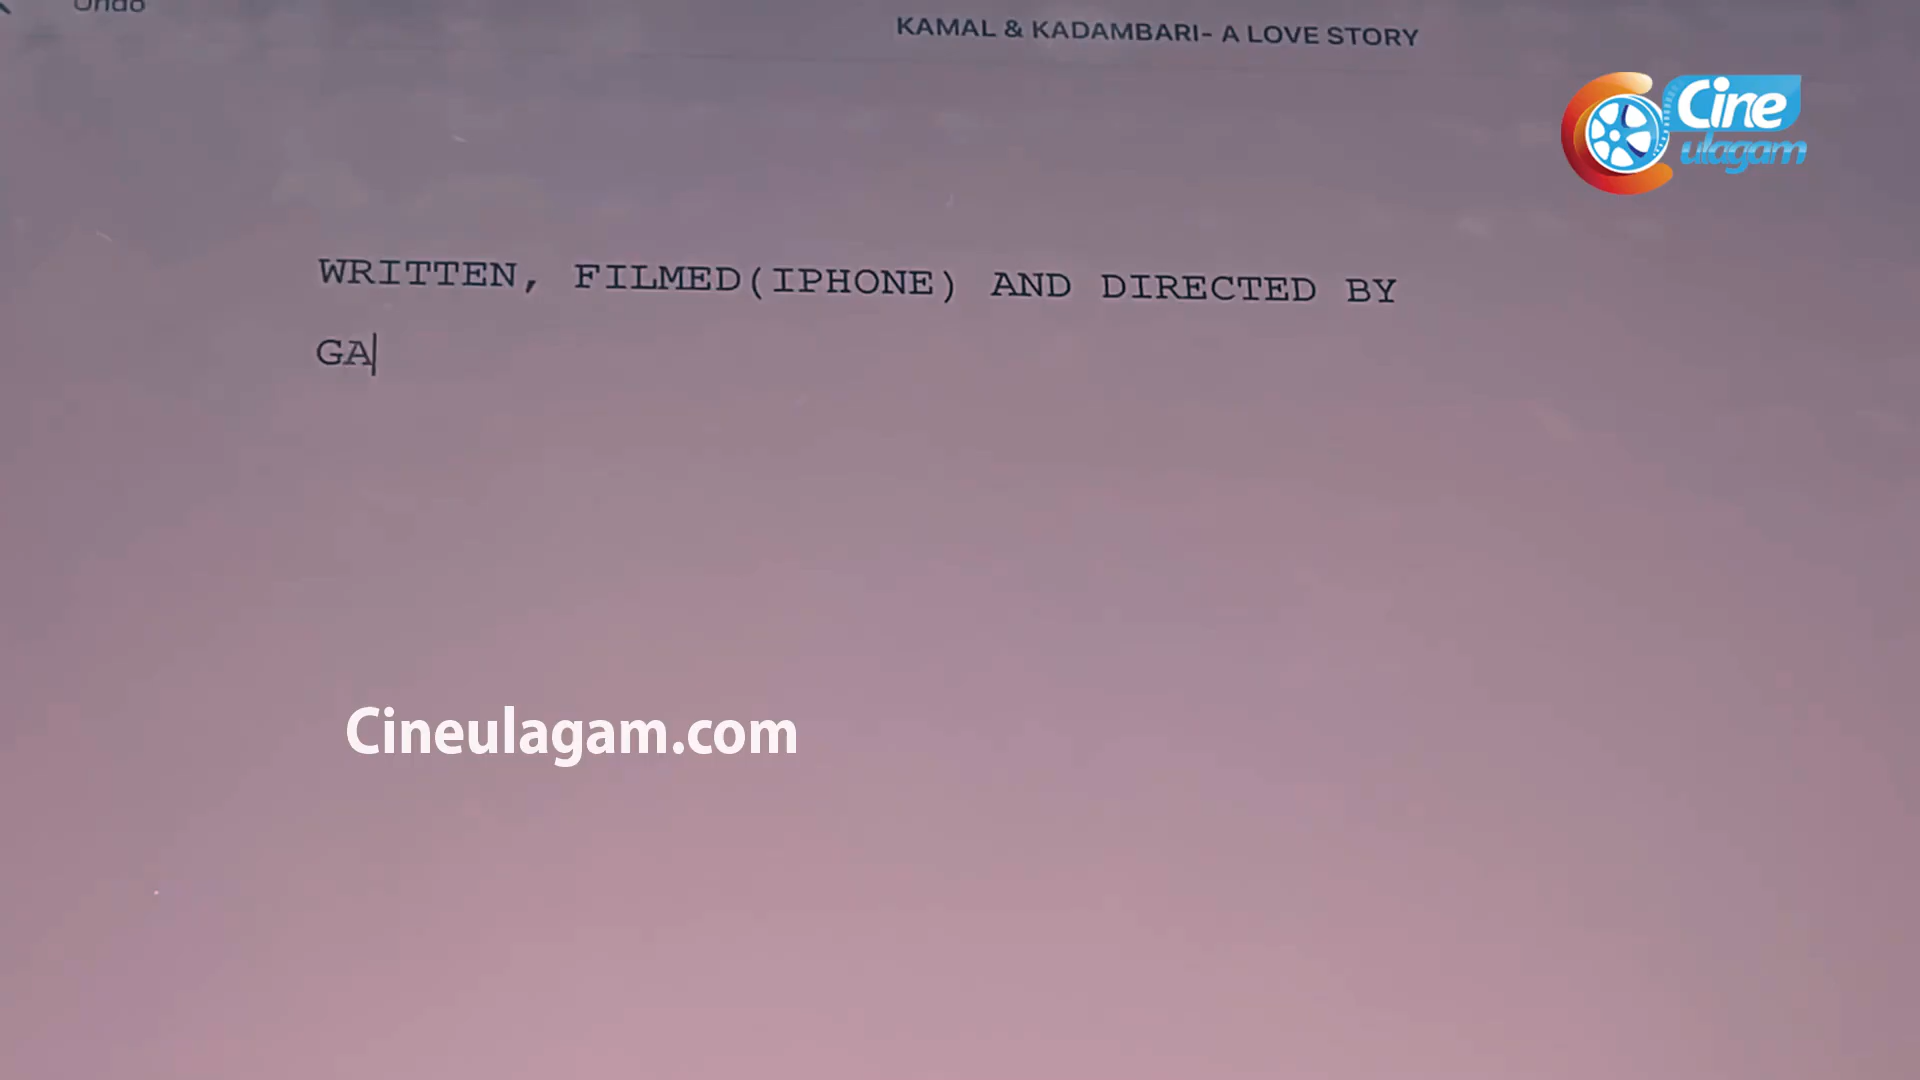 Undo
KAMAL & KADAMBARI- A LOVE STORY
Cine
ulagam
WRITTEN, FILMED(IPHONE) AND DIRECTED BY
GA
Cineulagam.com